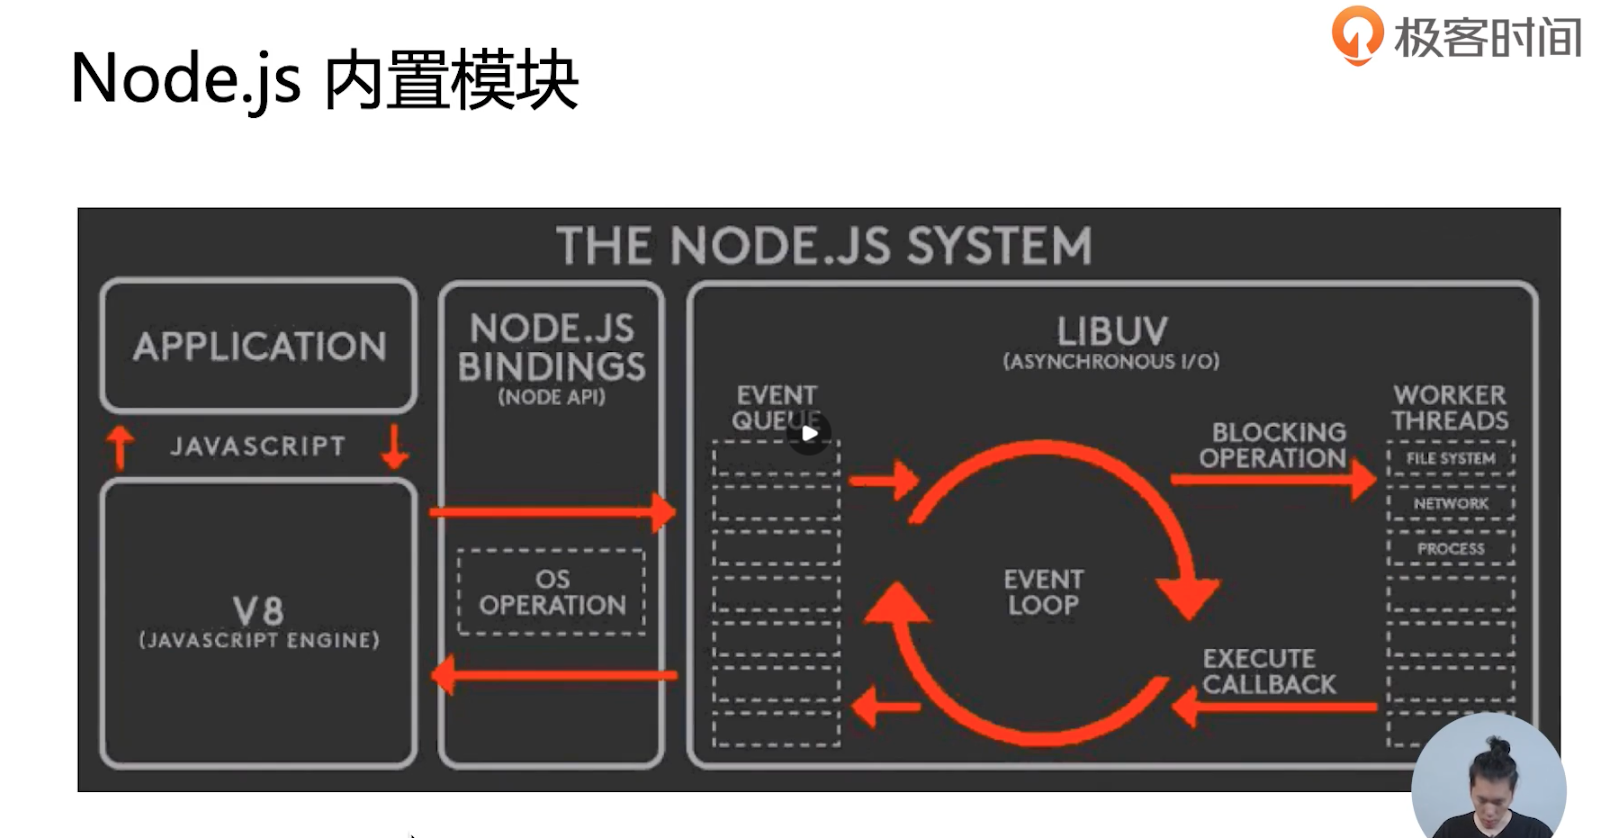 极客时间
Node.js 内置模块
THE NODE.JS SYSTEM
APPLICATION
JAVASCRIPT
V8
(JAVASCRIPT ENGINE)
NODE.JS
BINDINGS
(NODE API)
OS
OPERATION
LIBUV
(ASYNCHRONOUS I/O)
EVENT
QUEUE
EVENT
LOOP
BLOCKING
OPERATION
EXECUTE
CALLBACK
WORKER
THREADS
FILE SYSTEM
NETWORK
PROCESS